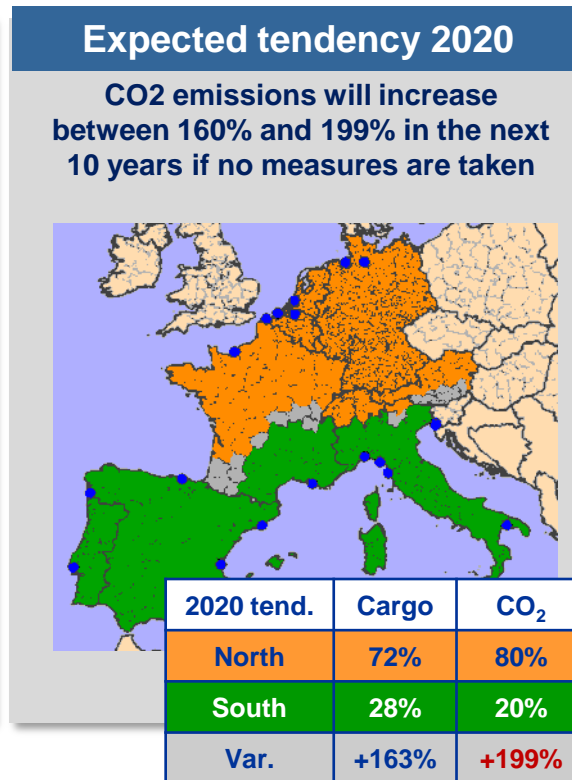 Expected tendency 2020
CO2 emissions will increase
between 160% and 199% in the next
10 years if no measures are taken
2020 tend. Cargo CO₂
North 72% 80%
South 28% 20%
Var. +163% +199%